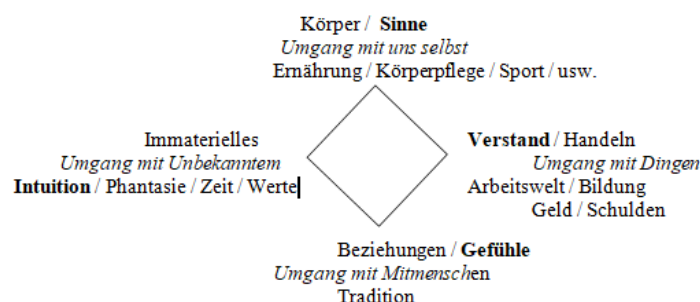 Körper / Sinne
Umgang mit uns selbst
Ernährung / Körperpflege / Sport / usw.
Immaterielles
Umgang mit Unbekanntem
Intuition / Phantasie / Zeit / Werte
Verstand / Handeln
Umgang mit Dingen
Arbeitswelt / Bildung
Geld / Schulden
Beziehungen / Gefühle
Umgang mit Mitmenschen
Tradition